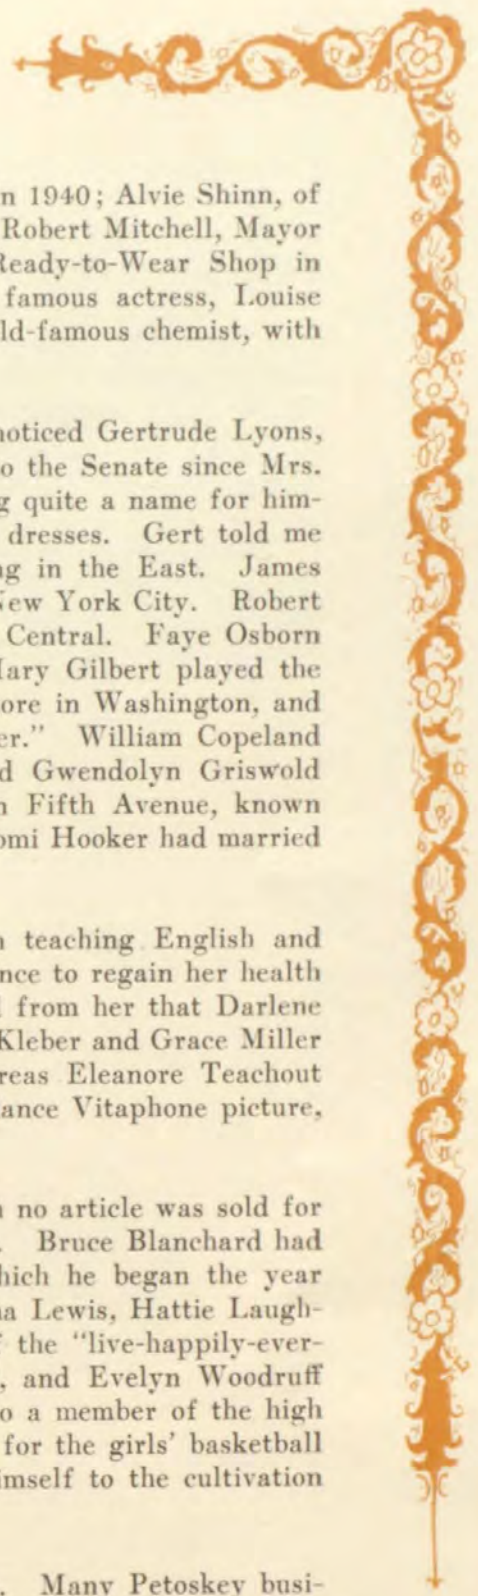 n 1940; Alvie Shinn, of
Robert Mitchell, Mayor
Ready-to-Wear Shop in
famous actress, Louise
ld-famous chemist, with
noticed Gertrude Lyons,
o the Senate since Mrs.
g quite a name for him-
dresses. Gert told me
ng in the East. James
New York City. Robert
Central. Faye Osborn
Mary Gilbert played the
ore in Washington, and
er." William Copeland
d Gwendolyn Griswold
n Fifth Avenue, known
omi Hooker had married
n teaching English and
nce to regain her health
d from her that Darlene
Kleber and Grace Miller
reas Eleanore Teachout
ance Vitaphone picture,
n no article was sold for
. Bruce Blanchard had
hich he began the year
na Lewis, Hattie Laugh-
f the "live-happily-ever-
, and Evelyn Woodruff
o a member of the high
for the girls' basketball
imself to the cultivation
. Many Petoskey busi-